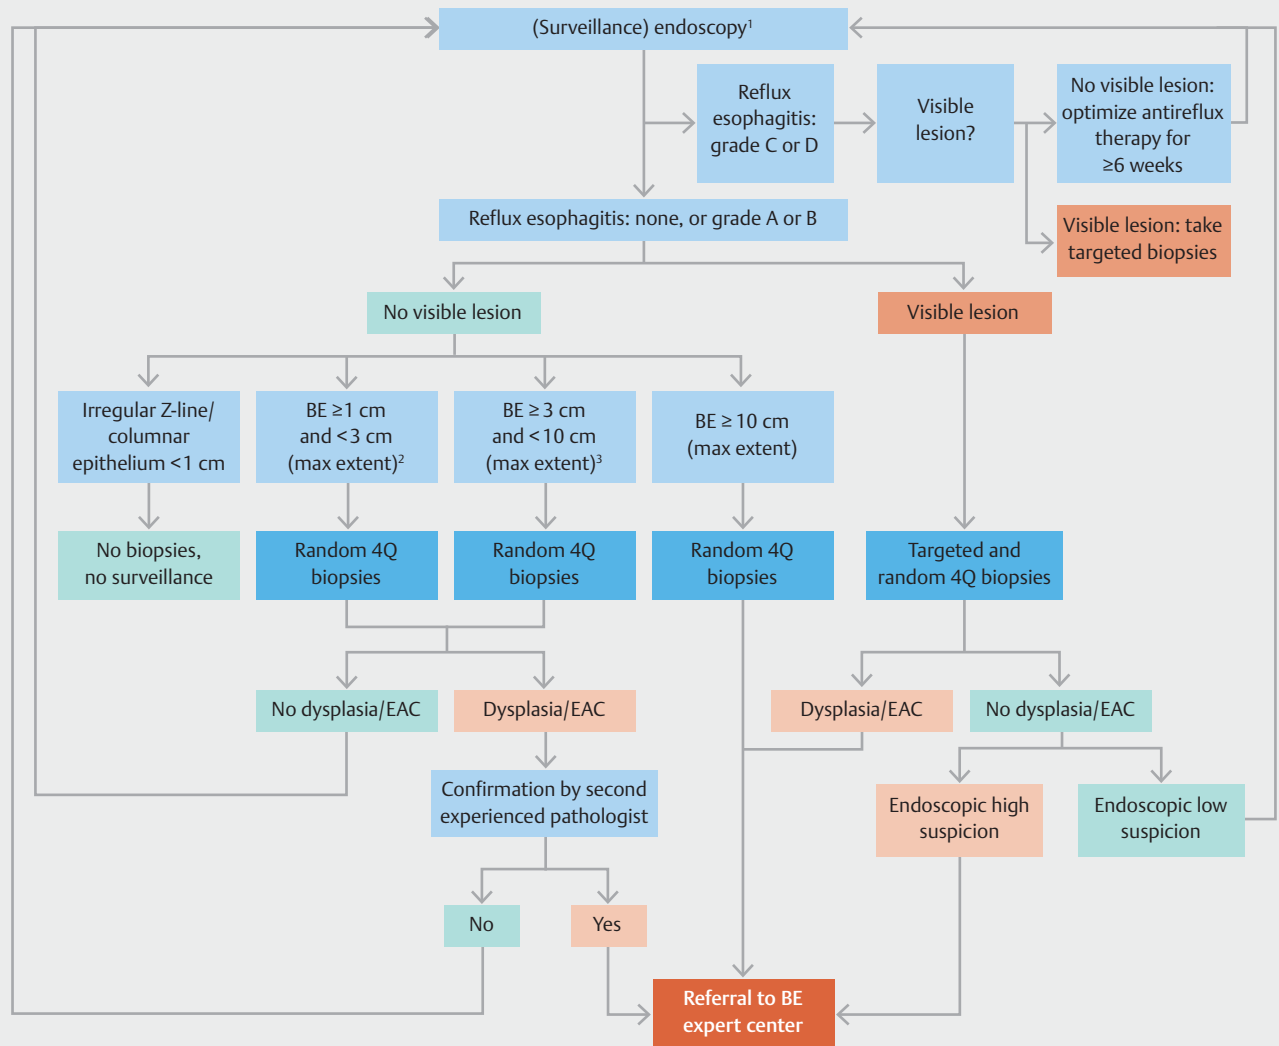 (Surveillance) endoscopy¹
Reflux
esophagitis:
grade C or D
Visible
lesion?
No visible lesion:
optimize antireflux
therapy for
≥6 weeks
Reflux esophagitis: none, or grade A or B
Visible lesion: take
targeted biopsies
No visible lesion
Visible lesion
Irregular Z-line/
columnar
epithelium <1 cm
BE ≥1 cm
and <3 cm
(max extent)²
BE ≥3 cm
and <10 cm
(max extent)³
BE ≥ 10 cm
(max extent)
No biopsies,
no surveillance
Random 4Q
biopsies
Random 4Q
biopsies
Random 4Q
biopsies
Targeted and
random 4Q biopsies
No dysplasia/EAC
Dysplasia/EAC
Dysplasia/EAC
No dysplasia/EAC
Confirmation by second
experienced pathologist
Endoscopic high
suspicion
Endoscopic low
suspicion
No
Yes
Referral to BE
expert center